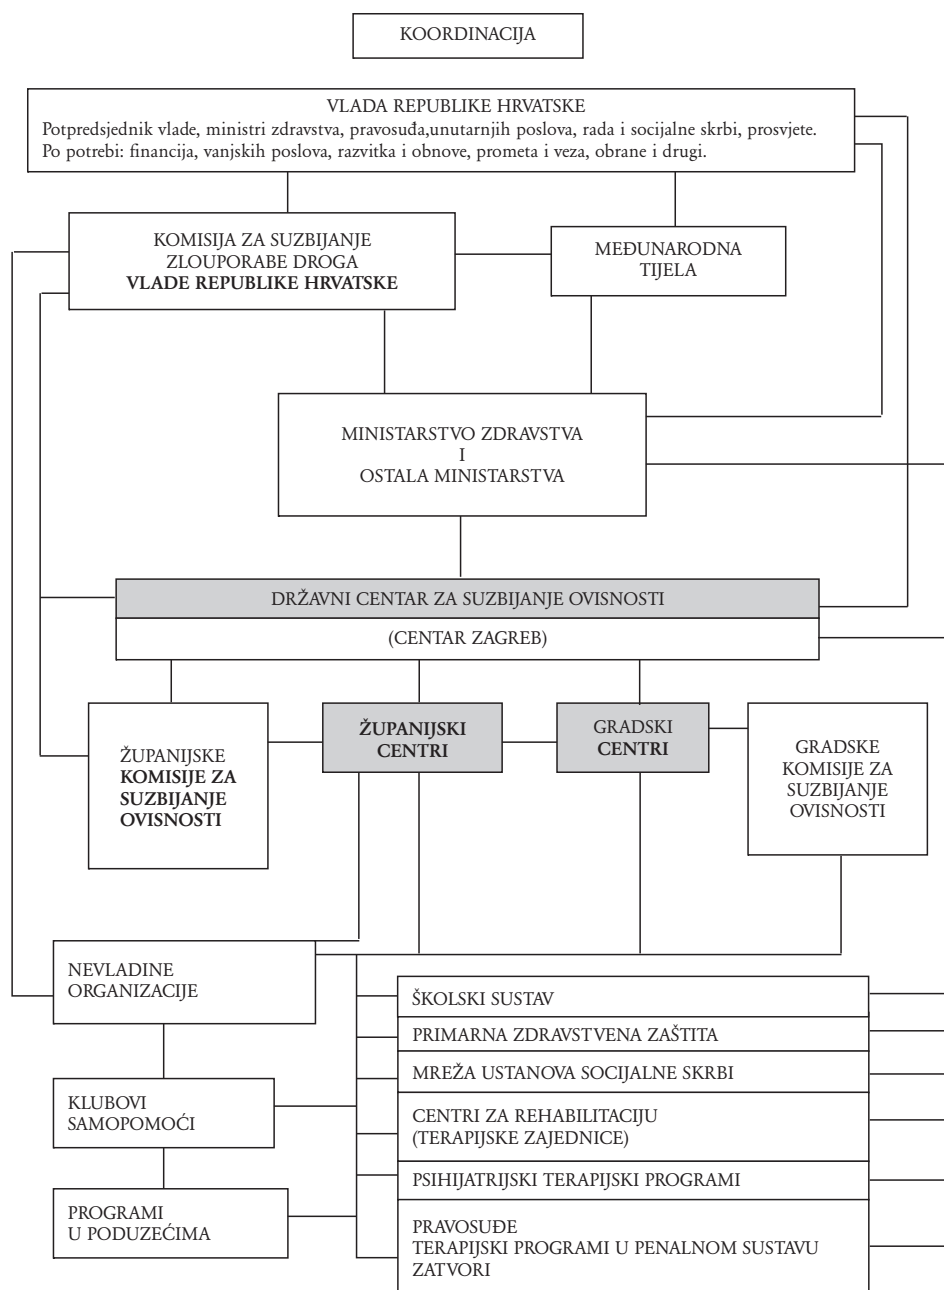 KOORDINACIJA
VLADA REPUBLIKE HRVATSKE
Potpredsjednik vlade, ministri zdravstva, pravosuđa,unutarnjih poslova, rada i socijalne skrbi, prosvjete.
Po potrebi: financija, vanjskih poslova, razvitka i obnove, prometa i veza, obrane i drugi.
KOMISIJA ZA SUZBIJANJE
ZLOUPORABE DROGA
VLADE REPUBLIKE HRVATSKE
MEĐUNARODNA
TIJELA
MINISTARSTVO ZDRAVSTVA
I
OSTALA MINISTARSTVA
DRŽAVNI CENTAR ZA SUZBIJANJE OVISNOSTI
(CENTAR ZAGREB)
ŽUPANIJSKE
KOMISIJE ZA
SUZBIJANJE
OVISNOSTI
ŽUPANIJSKI
CENTRI
GRADSKI
CENTRI
GRADSKE
KOMISIJE ZA
SUZBIJANJE
OVISNOSTI
NEVLADINE
ORGANIZACIJE
KLUBOVI
SAMOPOMOĆI
PROGRAMI
U PODUZEĆIMA
ŠKOLSKI SUSTAV
PRIMARNA ZDRAVSTVENA ZAŠTITA
MREŽA USTANOVA SOCIJALNE SKRBI
CENTRI ZA REHABILITACIJU
(TERAPIJSKE ZAJEDNICE)
PSIHIJATRIJSKI TERAPIJSKI PROGRAMI
PRAVOSUĐE
TERAPIJSKI PROGRAMI U PENALNOM SUSTAVU
ZATVORI